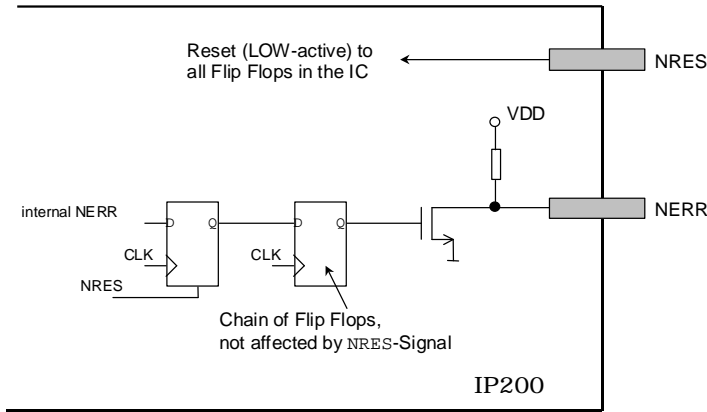 Reset (LOW-active) to
all Flip Flops in the IC
NRES
VDD
internal NERR
D
Q
D
Q
NERR
CLK
CLK
NRES
Chain of Flip Flops,
not affected by NRES-Signal
IP200